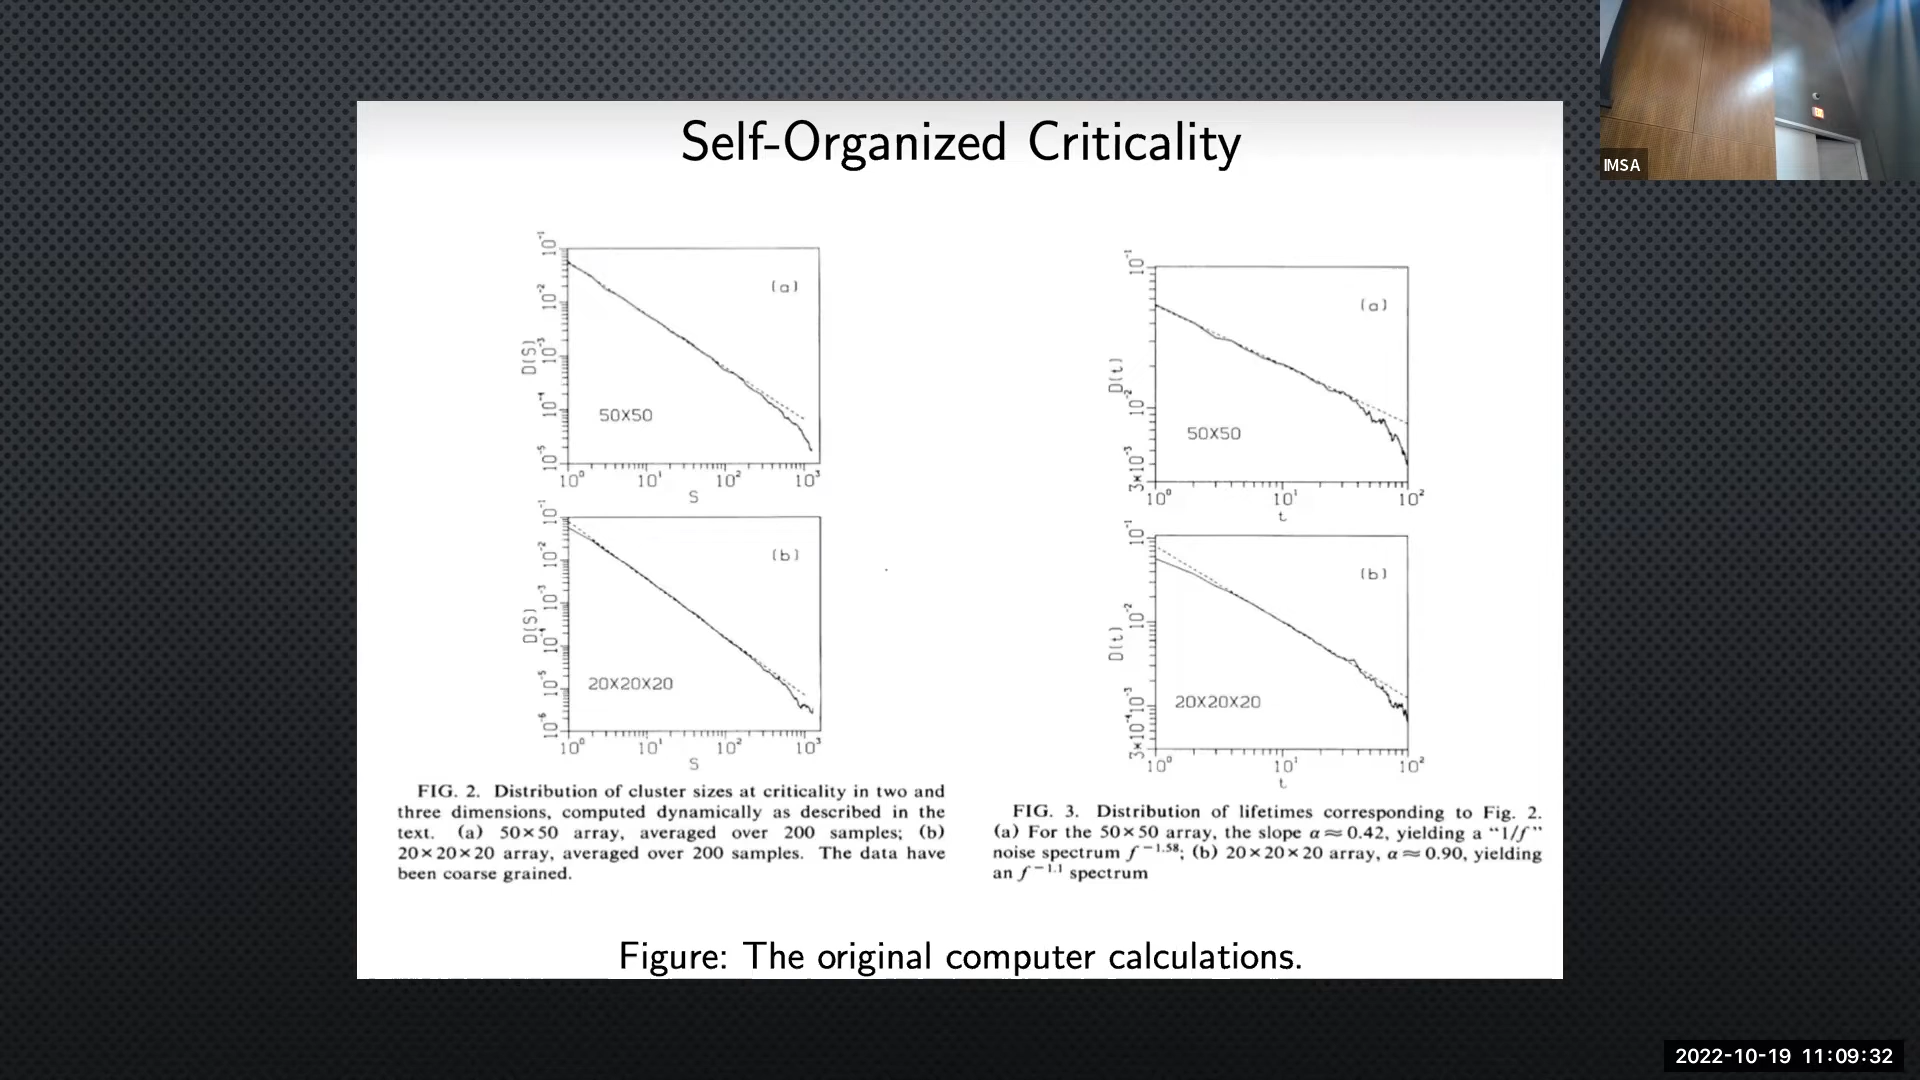 Self-Organized Criticality
IMSA
10⁻¹
10⁻²
10⁻³
10⁻⁴
10⁻⁵
D(S)
(a)
50X50
10⁰ 10¹ 10² 10³
S
10⁻¹
10⁻²
10⁻³
10⁻⁴
10⁻⁵
10⁻⁶
D(S)
(b)
20X20X20
10⁰ 10¹ 10² 10³
S
FIG. 2. Distribution of cluster sizes at criticality in two and
three dimensions, computed dynamically as described in the
text. (a) 50×50 array, averaged over 200 samples; (b)
20×20×20 array, averaged over 200 samples. The data have
been coarse grained.
10⁻¹
10⁻²
3*10⁻³
D(t)
(a)
50X50
10⁰ 10¹ 10²
t
10⁻¹
10⁻²
10⁻³
3*10⁻⁴
D(t)
(b)
20X20X20
10⁰ 10¹ 10²
t
FIG. 3. Distribution of lifetimes corresponding to Fig. 2.
(a) For the 50×50 array, the slope α≈0.42, yielding a "1/f"
noise spectrum f⁻¹·⁵⁸; (b) 20×20×20 array, α≈0.90, yielding
an f⁻¹·¹ spectrum
Figure: The original computer calculations.
2022-10-19 11:09:32